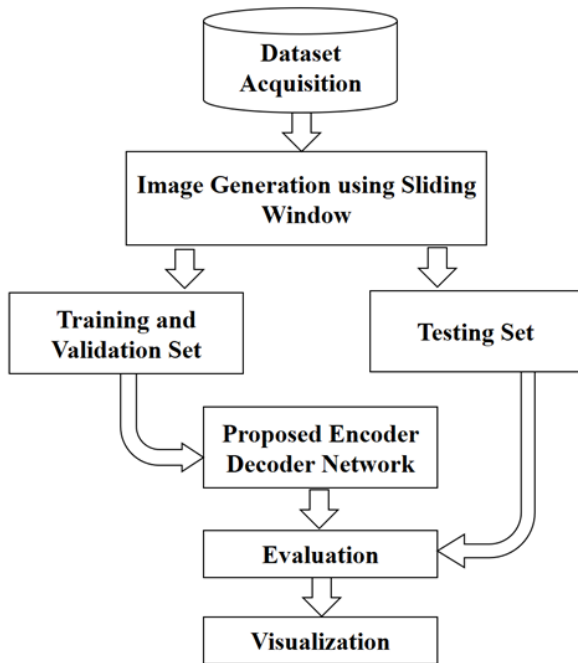 Dataset
Acquisition
Image Generation using Sliding
Window
Training and
Validation Set
Testing Set
Proposed Encoder
Decoder Network
Evaluation
Visualization